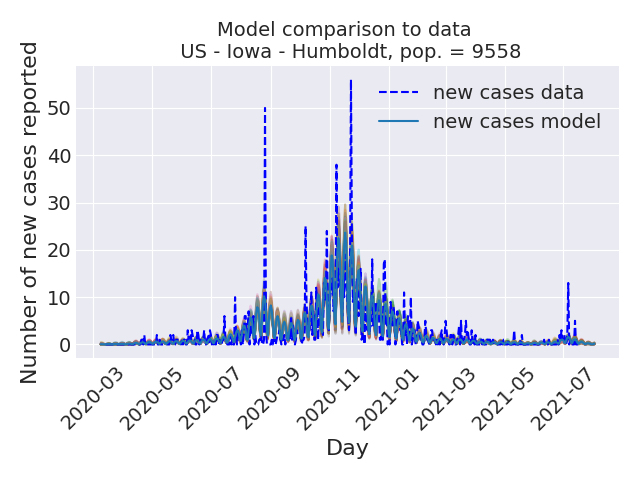 Model comparison to data
US - Iowa - Humboldt, pop. = 9558
Number of new cases reported
50
40
30
20
10
0
new cases data
new cases model
2020-03
2020-05
2020-07
2020-09
2020-11
2021-01
2021-03
2021-05
2021-07
Day